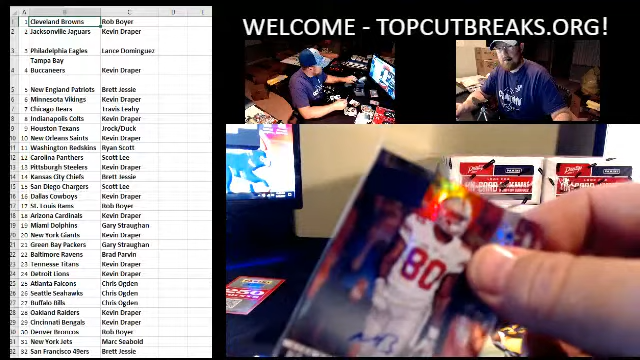 WELCOME - TOPCUTBREAKS.ORG!
A B C D E
1 Cleveland Browns Rob Boyer
2 Jacksonville Jaguars Kevin Draper
3 Philadelphia Eagles Lance Dominguez
Tampa Bay
4 Buccaneers Kevin Draper
5 New England Patriots Brett Jessie
6 Minnesota Vikings Kevin Draper
7 Chicago Bears Travis Leahy
8 Indianapolis Colts Kevin Draper
9 Houston Texans Jrock/Duck
10 New Orleans Saints Kevin Draper
11 Washington Redskins Ryan Scott
12 Carolina Panthers Scott Lee
13 Pittsburgh Steelers Kevin Draper
14 Kansas City Chiefs Brett Jessie
15 San Diego Chargers Scott Lee
16 Dallas Cowboys Kevin Draper
17 St. Louis Rams Rob Boyer
18 Arizona Cardinals Kevin Draper
19 Miami Dolphins Gary Straughan
20 New York Giants Kevin Draper
21 Green Bay Packers Gary Straughan
22 Baltimore Ravens Brad Parvin
23 Tennesse Titans Kevin Draper
24 Detroit Lions Kevin Draper
25 Atlanta Falcons Chris Ogden
26 Seattle Seahawks Chris Ogden
27 Buffalo Bills Chris Ogden
28 Oakland Raiders Kevin Draper
29 Cincinnati Bengals Kevin Draper
30 Denver Broncos Rob Boyer
31 New York Jets Marc Seabold
32 San Francisco 49ers Brett Jessie
80
250
PANINI